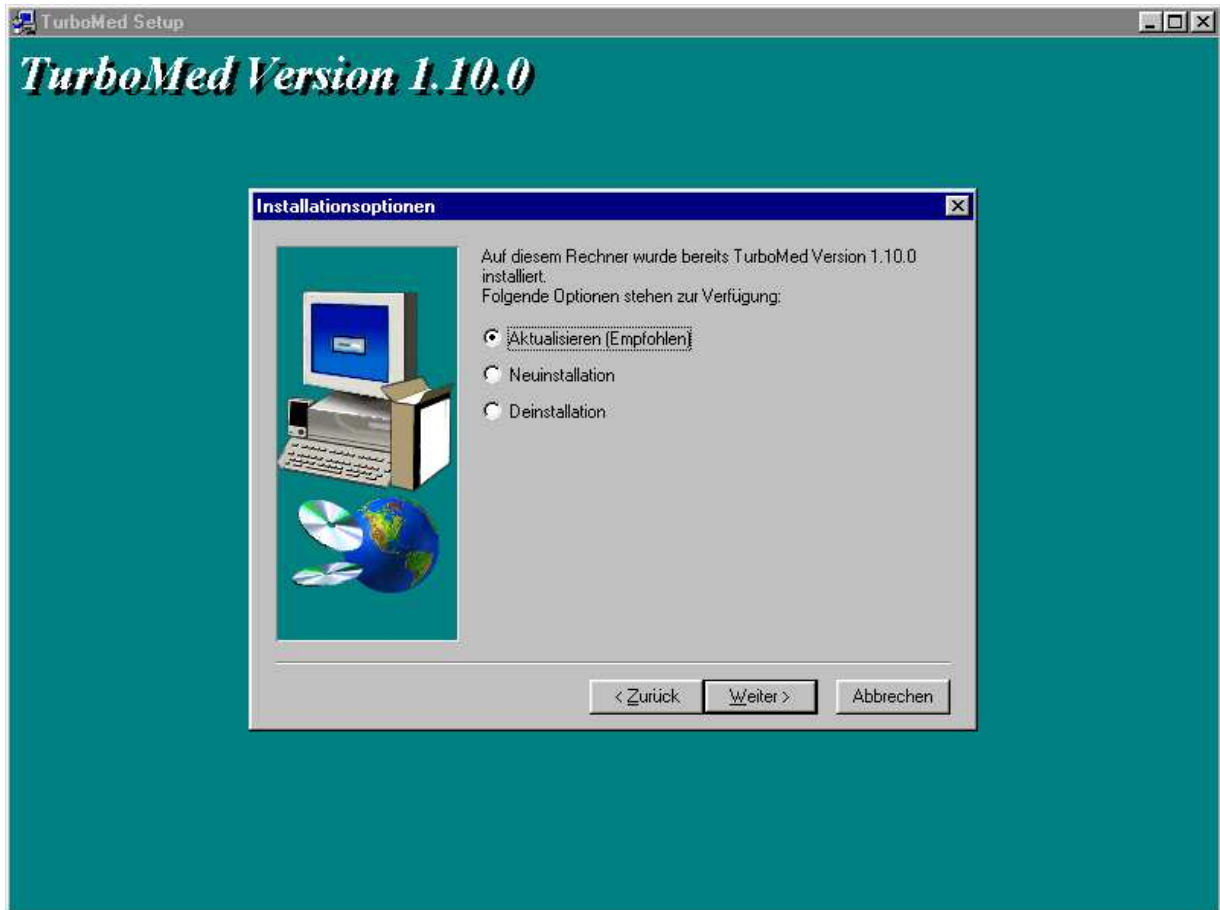 TurboMed Setup
TurboMed Version 1.10.0
Installationsoptionen
Auf diesem Rechner wurde bereits TurboMed Version 1.10.0
installiert.
Folgende Optionen stehen zur Verfügung:
Aktualisieren (Empfohlen)
Neuinstallation
Deinstallation
< Zurück
Weiter >
Abbrechen